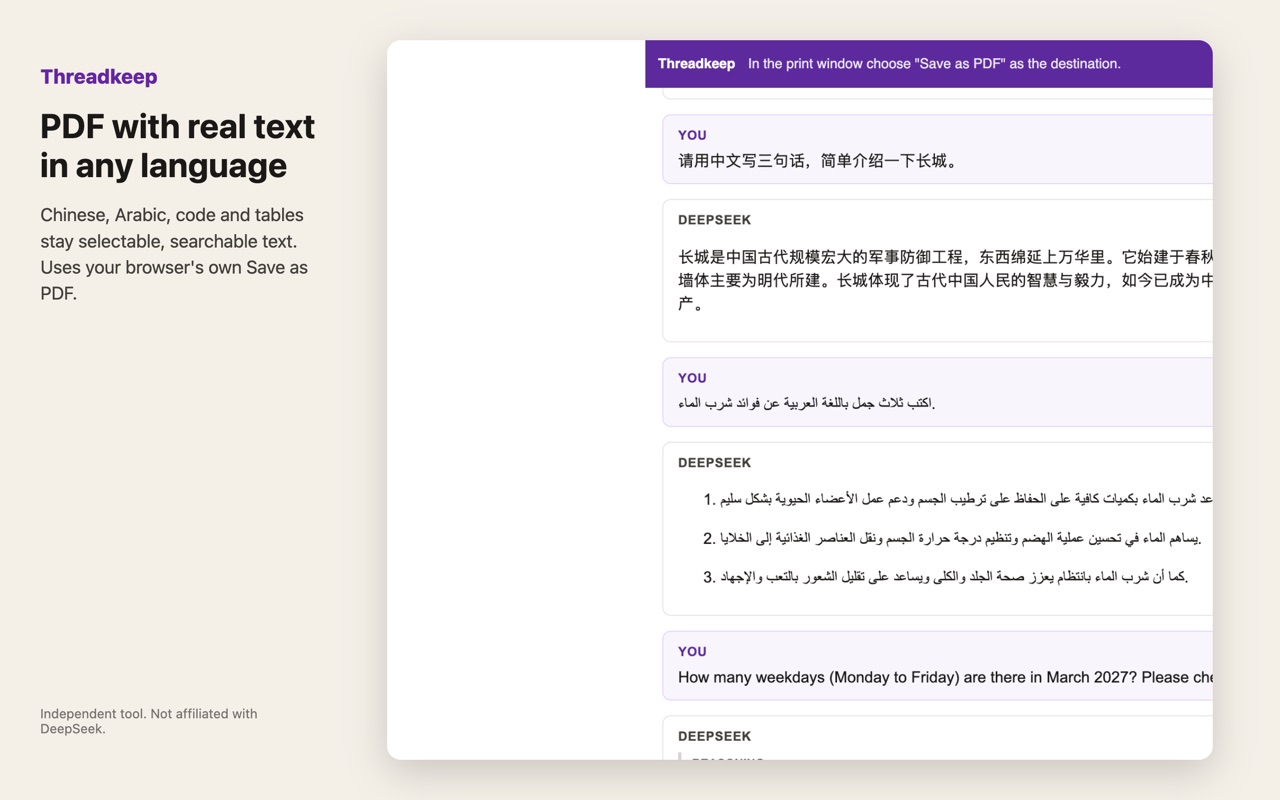 Threadkeep
PDF with real text
in any language
Chinese, Arabic, code and tables
stay selectable, searchable text.
Uses your browser's own Save as
PDF.
Independent tool. Not affiliated with
DeepSeek.
Threadkeep In the print window choose "Save as PDF" as the destination.
YOU
请用中文写三句话，简单介绍一下长城。
DEEPSEEK
长城是中国古代规模宏大的军事防御工程，东西绵延上万华里。它始建于春秋
墙体主要为明代所建。长城体现了古代中国人民的智慧与毅力，如今已成为中
产。
YOU
اكتب ثلاث جمل باللغة العربية عن فوائد شرب الماء.
DEEPSEEK
1. شرب الماء بكميات كافية على الحفاظ على ترطيب الجسم ودعم عمل الأعضاء الحيوية بشكل سليم
2. يساهم الماء في تحسين عملية الهضم وتنظيم درجة حرارة الجسم ونقل العناصر الغذائية إلى الخلايا.
3. كما أن شرب الماء بانتظام يعزز صحة الجلد والكلى ويساعد على تقليل الشعور بالتعب والإجهاد.
YOU
How many weekdays (Monday to Friday) are there in March 2027? Please che
DEEPSEEK